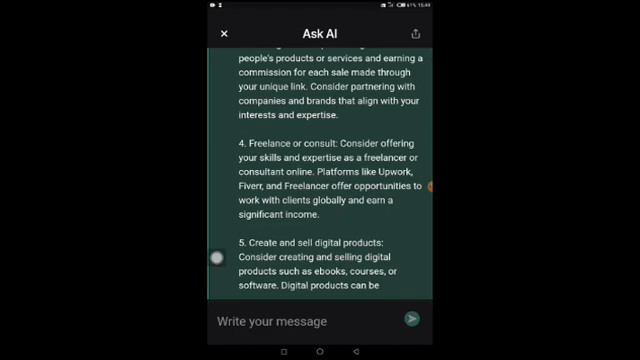 15:49
Ask AI
people's products or services and earning a
commission for each sale made through
your unique link. Consider partnering with
companies and brands that align with your
interests and expertise.
4. Freelance or consult: Consider offering
your skills and expertise as a freelancer or
consultant online. Platforms like Upwork,
Fiverr, and Freelancer offer opportunities to
work with clients globally and earn a
significant income.
5. Create and sell digital products:
Consider creating and selling digital
products such as ebooks, courses, or
software. Digital products can be
Write your message